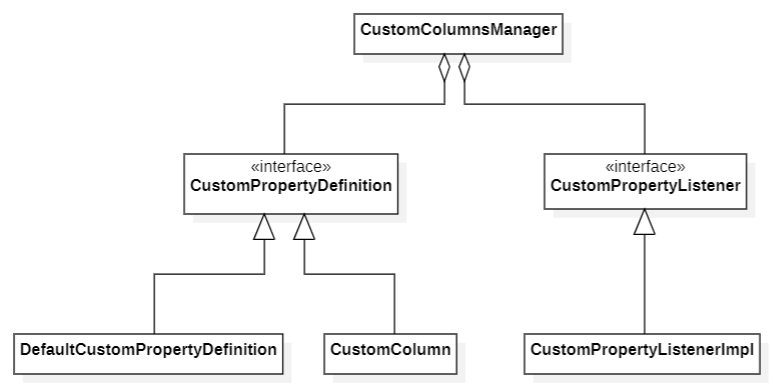 CustomColumnsManager
«interface»
CustomPropertyDefinition
«interface»
CustomPropertyListener
DefaultCustomPropertyDefinition
CustomColumn
CustomPropertyListenerImpl